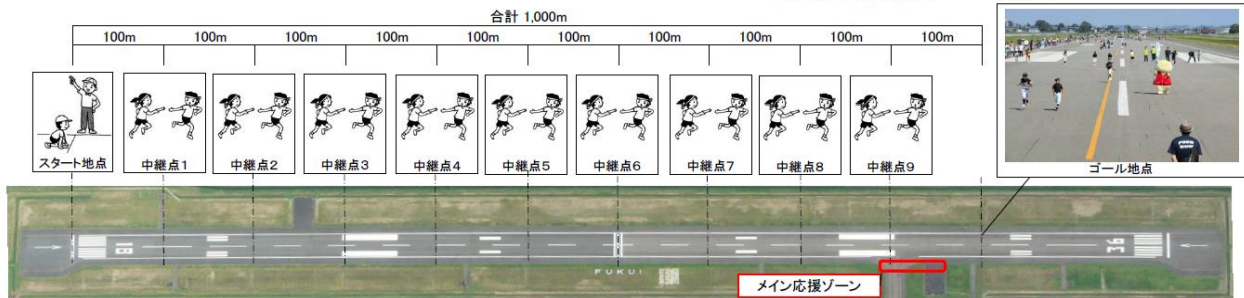 合計 1,000m
100m 100m 100m 100m 100m 100m 100m 100m 100m 100m
スタート地点 中継点1 中継点2 中継点3 中継点4 中継点5 中継点6 中継点7 中継点8 中継点9
ゴール地点
18
36
FUKUI
メイン応援ゾーン